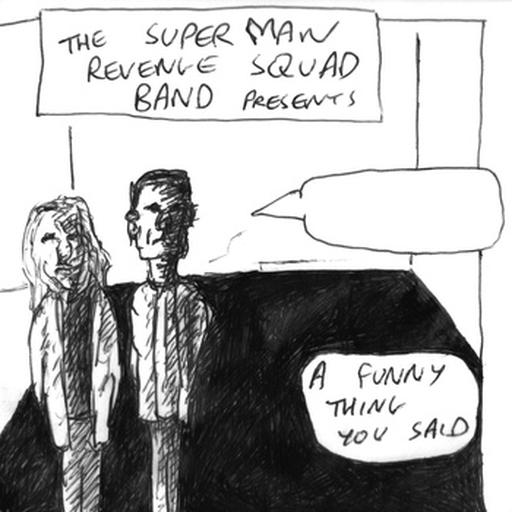 THE SUPERMAN
REVENGE SQUAD
BAND PRESENTS
A FUNNY
THING
YOU SAID